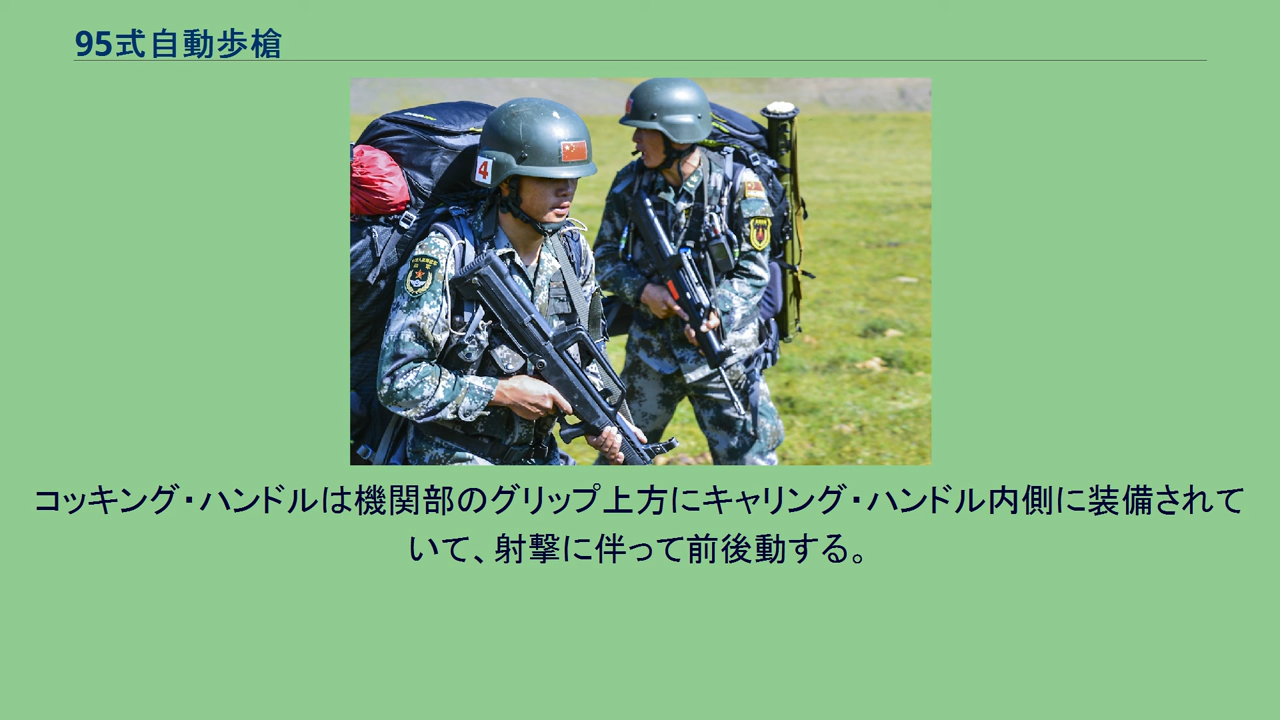 95式自動歩槍
4
コッキング・ハンドルは機関部のグリップ上方にキャリング・ハンドル内側に装備されて
いて、射撃に伴って前後動する。